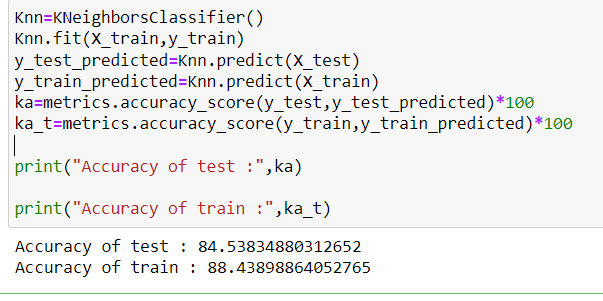 Knn=KNeighborsClassifier()
Knn.fit(X_train,y_train)
y_test_predicted=Knn.predict(X_test)
y_train_predicted=Knn.predict(X_train)
ka=metrics.accuracy_score(y_test,y_test_predicted)*100
ka_t=metrics.accuracy_score(y_train,y_train_predicted)*100
print("Accuracy of test :",ka)
print("Accuracy of train :",ka_t)
Accuracy of test : 84.53834880312652
Accuracy of train : 88.43898864052765